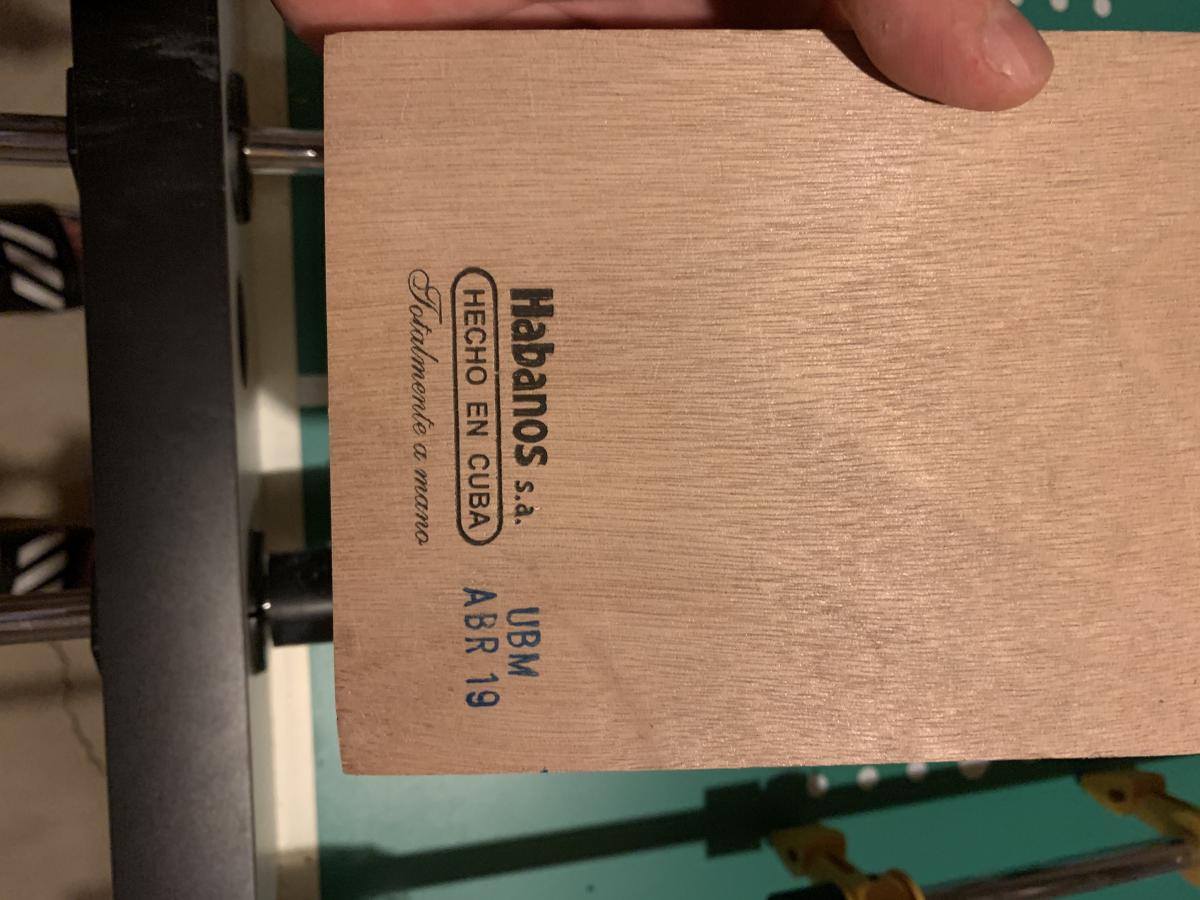 Habanos s.a.
HECHO EN CUBA
Totalmente a mano
UBM
ABR 19